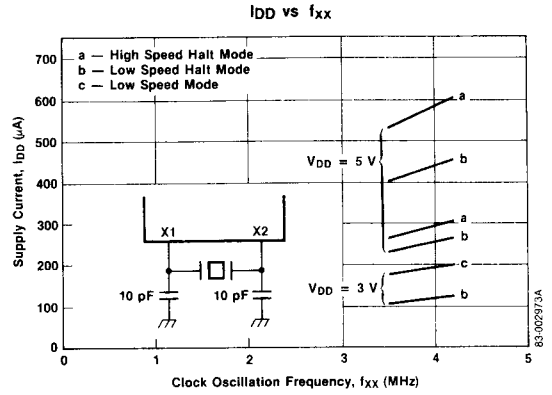 IDD vs fXX
a — High Speed Halt Mode
b — Low Speed Halt Mode
c — Low Speed Mode
Supply Current, IDD (µA)
700
600
500
400
300
200
100
0
0
1
2
3
4
5
Clock Oscillation Frequency, fXX (MHz)
VDD = 5 V
a
b
a
b
VDD = 3 V
c
b
X1
X2
10 pF
10 pF
83-002973A